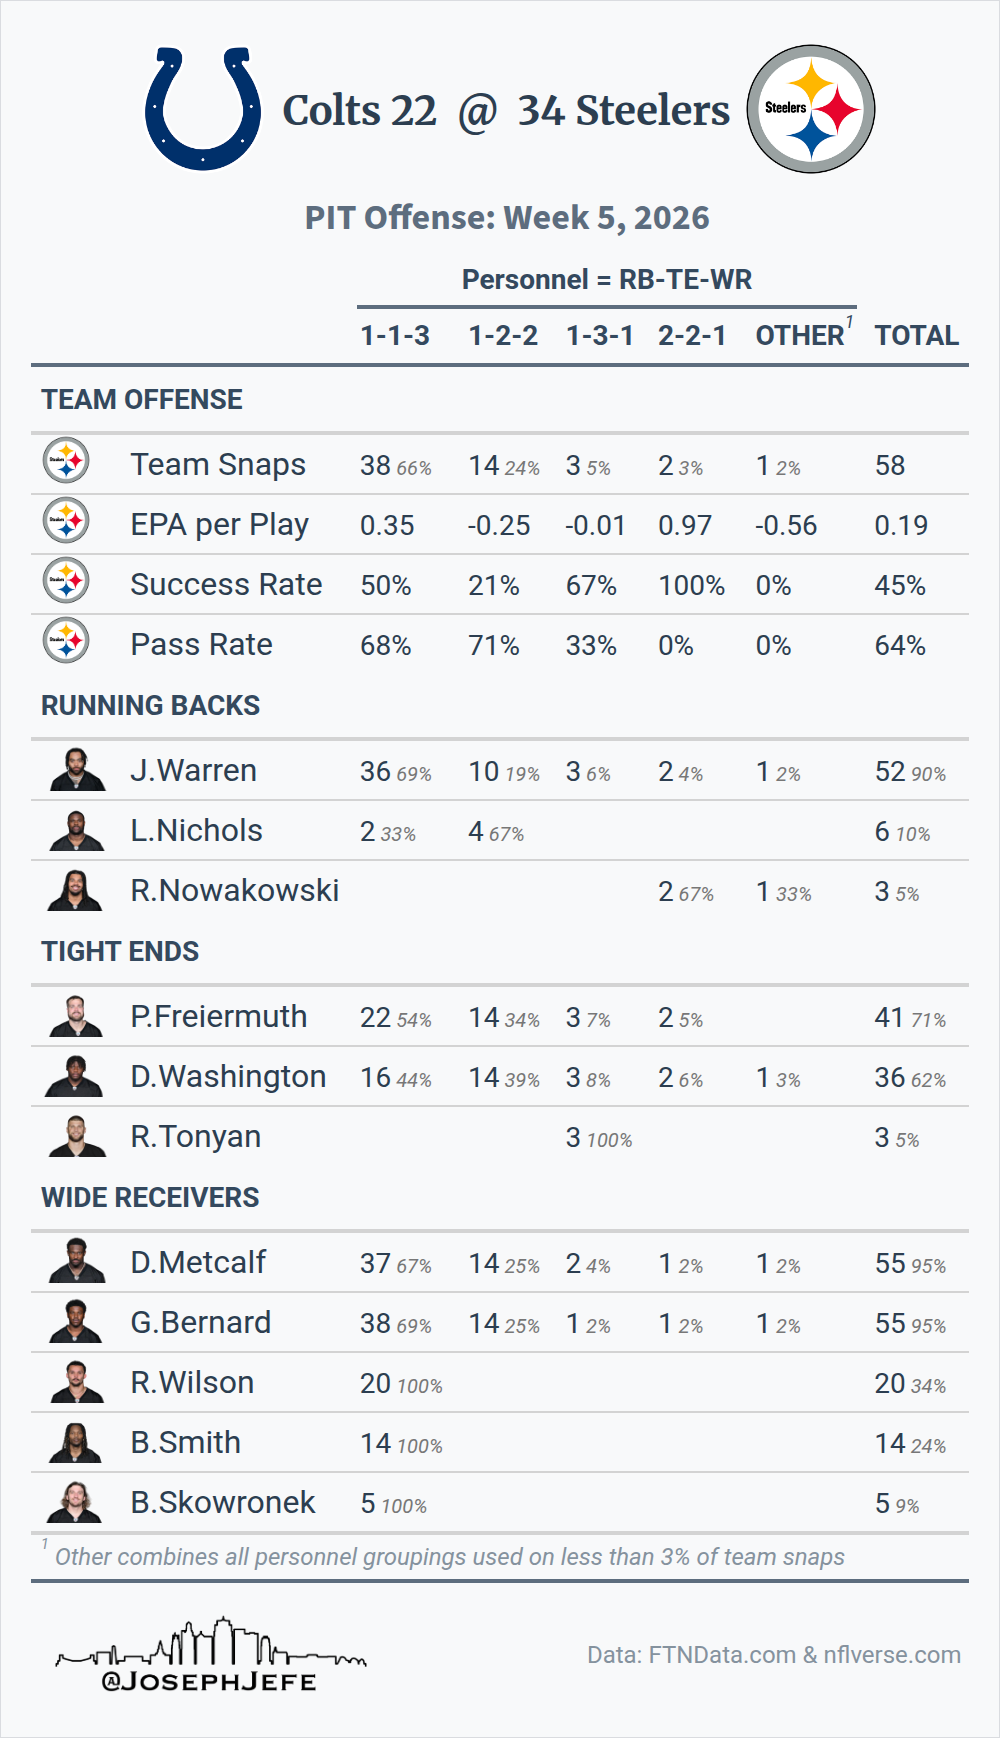 Colts 22 @ 34 Steelers
Steelers
PIT Offense: Week 5, 2026
Personnel = RB-TE-WR
1-1-3 1-2-2 1-3-1 2-2-1 OTHER1 TOTAL
TEAM OFFENSE
Team Snaps 38 66% 14 24% 3 5% 2 3% 1 2% 58
EPA per Play 0.35 -0.25 -0.01 0.97 -0.56 0.19
Success Rate 50% 21% 67% 100% 0% 45%
Pass Rate 68% 71% 33% 0% 0% 64%
RUNNING BACKS
J.Warren 36 69% 10 19% 3 6% 2 4% 1 2% 52 90%
L.Nichols 2 33% 4 67% 6 10%
R.Nowakowski 2 67% 1 33% 3 5%
TIGHT ENDS
P.Freiermuth 22 54% 14 34% 3 7% 2 5% 41 71%
D.Washington 16 44% 14 39% 3 8% 2 6% 1 3% 36 62%
R.Tonyan 3 100% 3 5%
WIDE RECEIVERS
D.Metcalf 37 67% 14 25% 2 4% 1 2% 1 2% 55 95%
G.Bernard 38 69% 14 25% 1 2% 1 2% 1 2% 55 95%
R.Wilson 20 100% 20 34%
B.Smith 14 100% 14 24%
B.Skowronek 5 100% 5 9%
1 Other combines all personnel groupings used on less than 3% of team snaps
@JosephJefe
Data: FTNData.com & nflverse.com